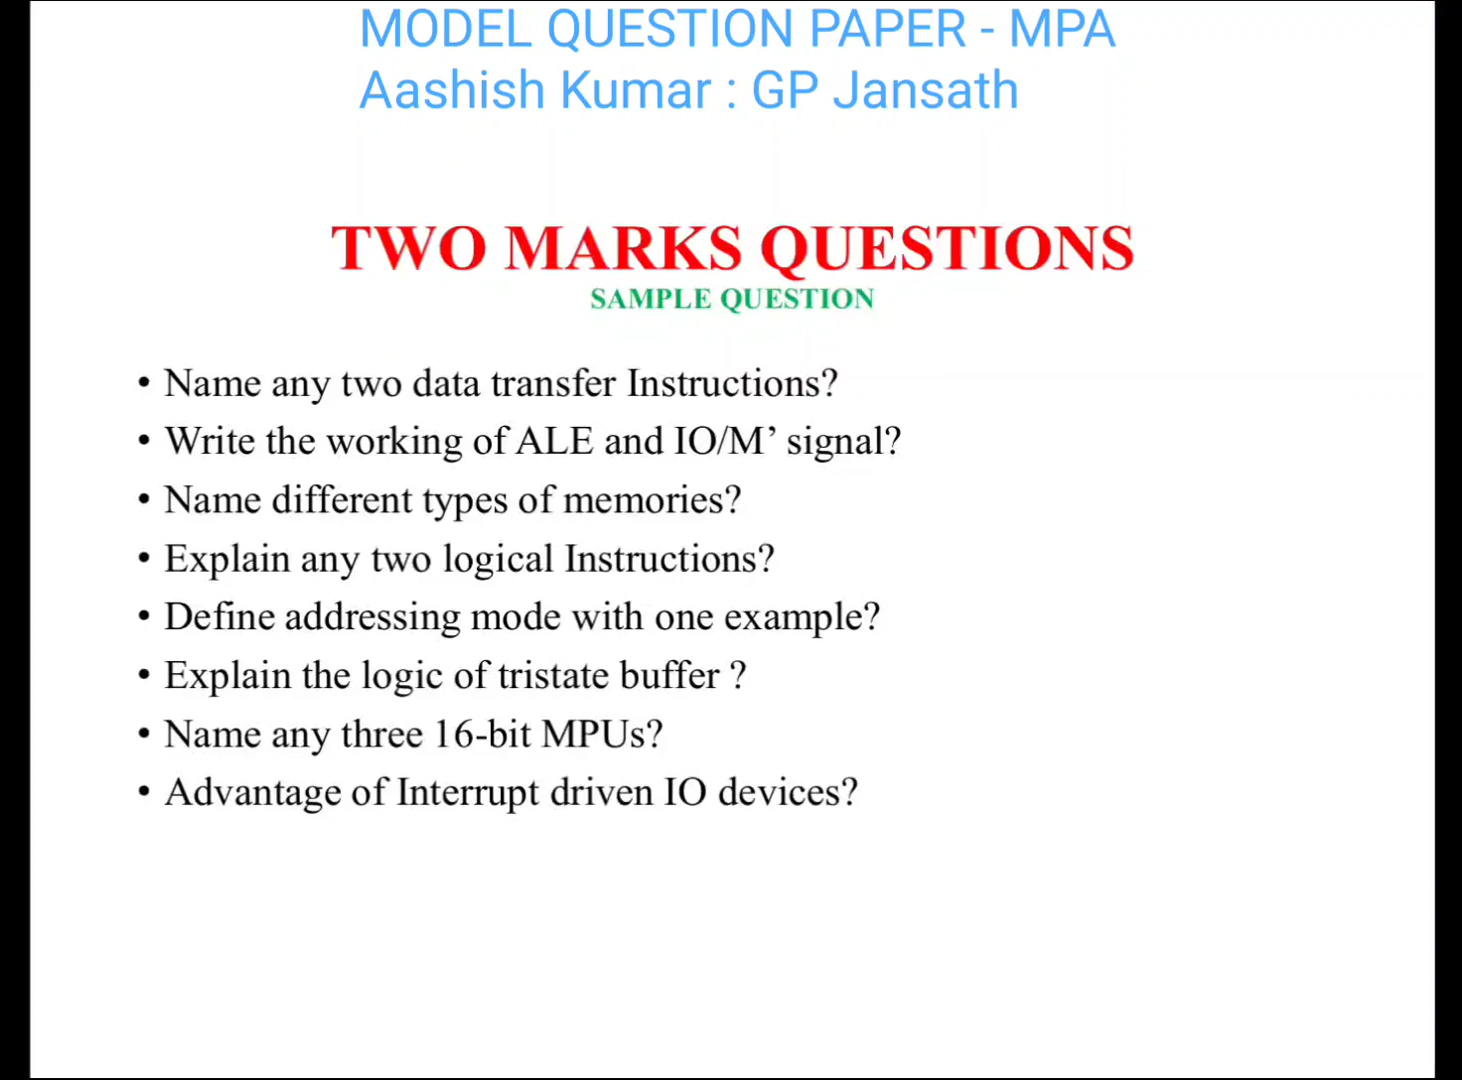 MODEL QUESTION PAPER - MPA
Aashish Kumar : GP Jansath
TWO MARKS QUESTIONS
SAMPLE QUESTION
• Name any two data transfer Instructions?
• Write the working of ALE and IO/M’ signal?
• Name different types of memories?
• Explain any two logical Instructions?
• Define addressing mode with one example?
• Explain the logic of tristate buffer ?
• Name any three 16-bit MPUs?
• Advantage of Interrupt driven IO devices?